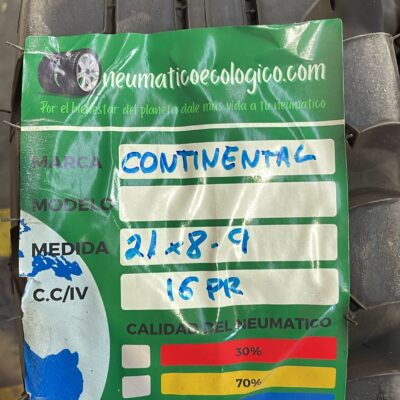 neumaticoecologico.com
Por el bienestar del planeta dale más vida a tu neumático
MARCA CONTINENTAL
MODELO
MEDIDA 21x8-9
C.C/IV 16 PR
CALIDAD DEL NEUMATICO
30%
70%